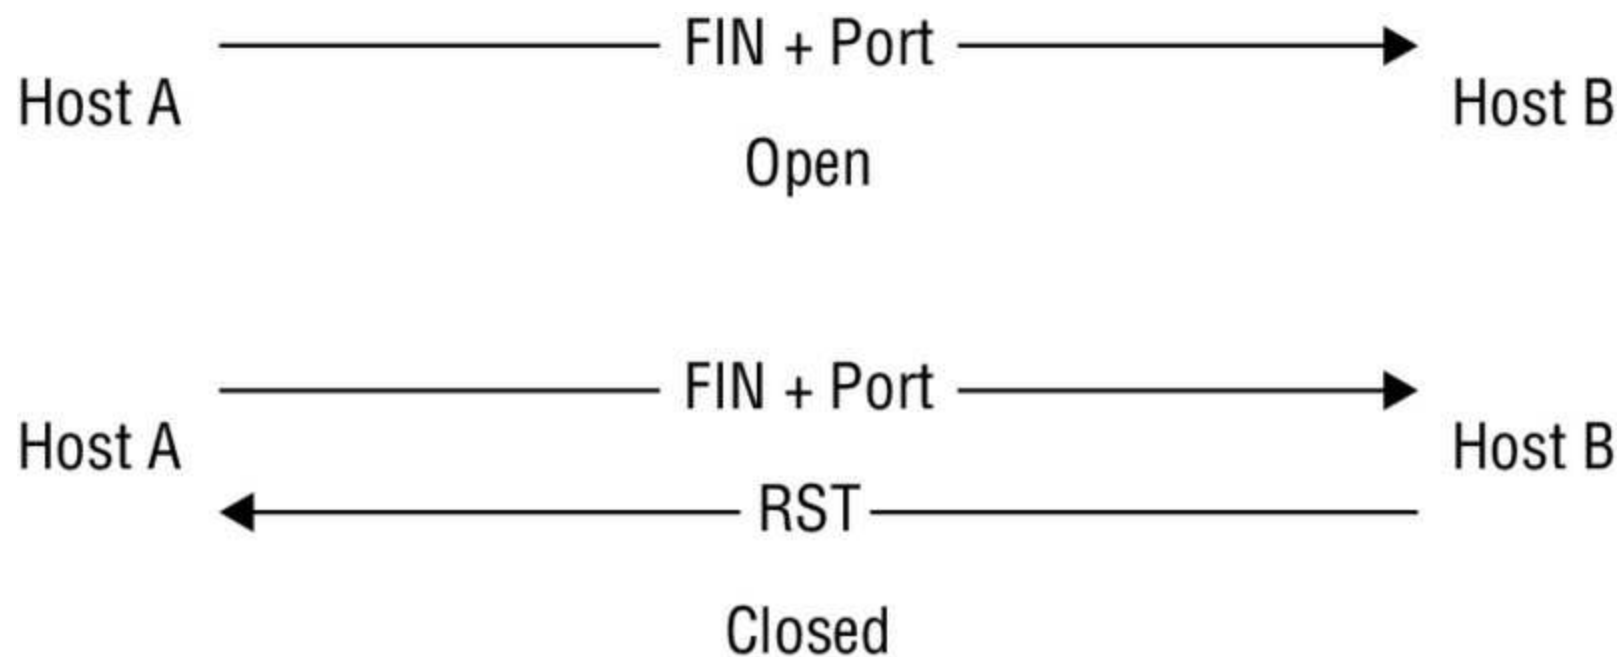 FIN + Port
Host A
Host B
Open
FIN + Port
Host A
Host B
RST
Closed